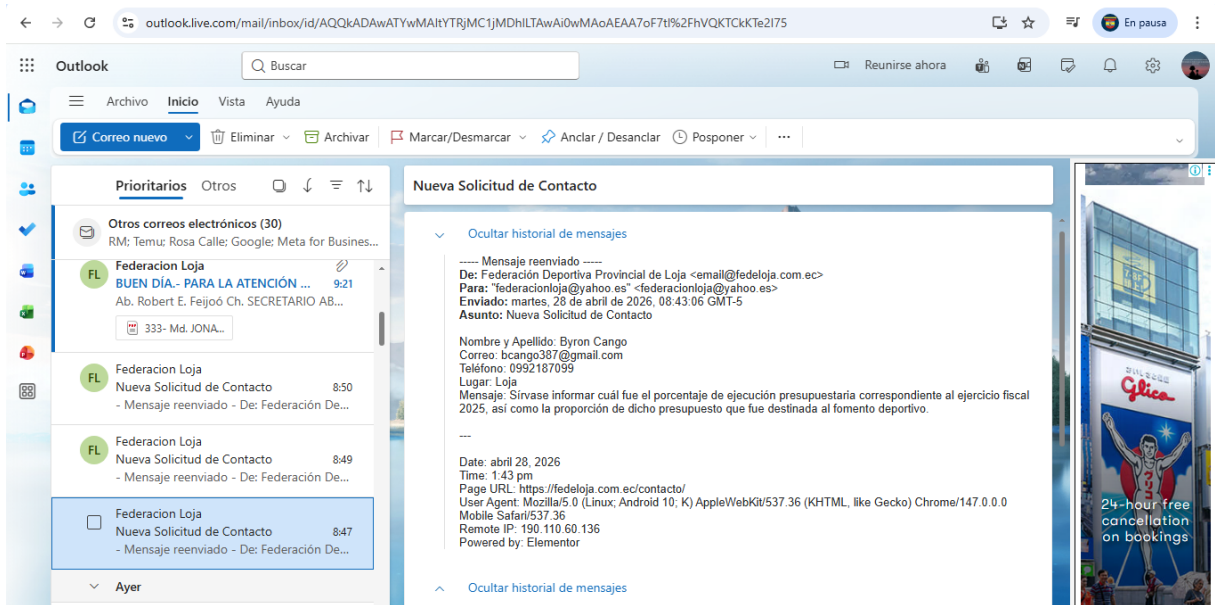 outlook.live.com/mail/inbox/id/AQQkADAwATYwMAItYTRjMC1jMDhlLTAwAi0wMAoAEAA7oF7tl%2FhVQKTCkKTe2I75
En pausa
Outlook
Buscar
Reunirse ahora
Archivo Inicio Vista Ayuda
Correo nuevo Eliminar Archivar Marcar/Desmarcar Anclar / Desanclar Posponer ...
Prioritarios Otros
Otros correos electrónicos (30)
RM; Temu; Rosa Calle; Google; Meta for Busines...
FL
Federacion Loja
BUEN DÍA.- PARA LA ATENCIÓN ... 9:21
Ab. Robert E. Feijoó Ch. SECRETARIO AB...
333- Md. JONA...
FL
Federacion Loja
Nueva Solicitud de Contacto 8:50
- Mensaje reenviado - De: Federación De...
FL
Federacion Loja
Nueva Solicitud de Contacto 8:49
- Mensaje reenviado - De: Federación De...
Federacion Loja
Nueva Solicitud de Contacto 8:47
- Mensaje reenviado - De: Federación De...
Ayer
Nueva Solicitud de Contacto
Ocultar historial de mensajes
----- Mensaje reenviado -----
De: Federación Deportiva Provincial de Loja <email@fedeloja.com.ec>
Para: "federacionloja@yahoo.es" <federacionloja@yahoo.es>
Enviado: martes, 28 de abril de 2026, 08:43:06 GMT-5
Asunto: Nueva Solicitud de Contacto
Nombre y Apellido: Byron Cango
Correo: bcango387@gmail.com
Teléfono: 0992187099
Lugar: Loja
Mensaje: Sírvase informar cuál fue el porcentaje de ejecución presupuestaria correspondiente al ejercicio fiscal
2025, así como la proporción de dicho presupuesto que fue destinada al fomento deportivo.
---
Date: abril 28, 2026
Time: 1:43 pm
Page URL: https://fedeloja.com.ec/contacto/
User Agent: Mozilla/5.0 (Linux; Android 10; K) AppleWebKit/537.36 (KHTML, like Gecko) Chrome/147.0.0.0
Mobile Safari/537.36
Remote IP: 190.110.60.136
Powered by: Elementor
Ocultar historial de mensajes
Glico
24-hour free
cancellation
on bookings